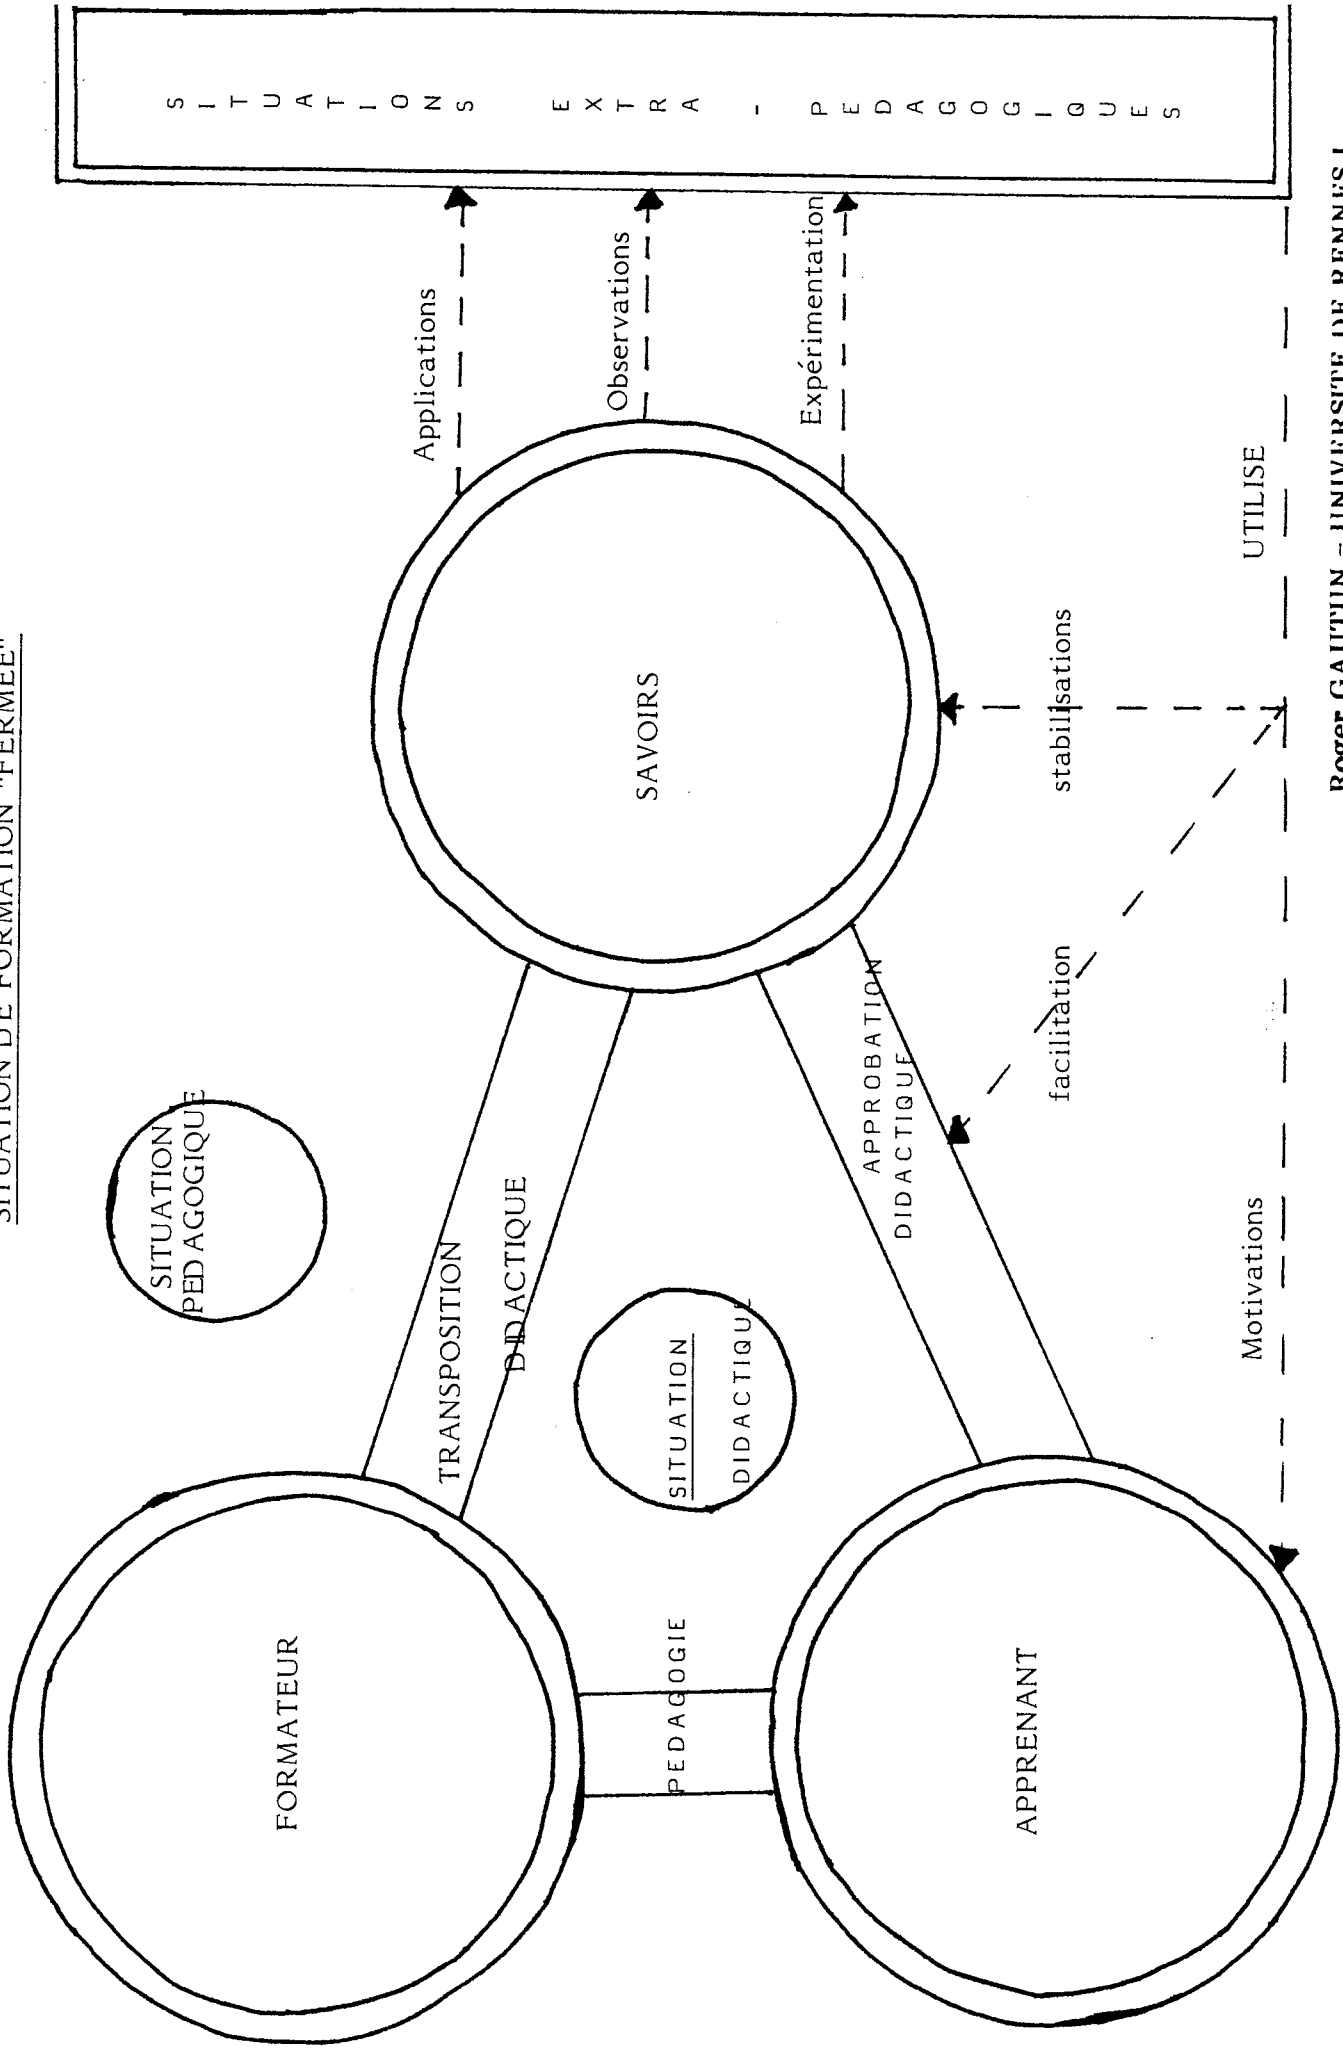 SITUATION DE FORMATION "FERMEE"
SITUATION
PEDAGOGIQUE
FORMATEUR
TRANSPOSITION
DIDACTIQUE
SITUATION
DIDACTIQUE
PEDAGOGIE
SAVOIRS
APPROBATION
DIDACTIQUE
APPRENANT
Applications
Observations
Expérimentation
SITUATIONS EXTRA - PEDAGOGIQUES
stabilisations
facilitation
UTILISE
Motivations
Roger GAUTUN - UNIVERSITE DE RENNES I